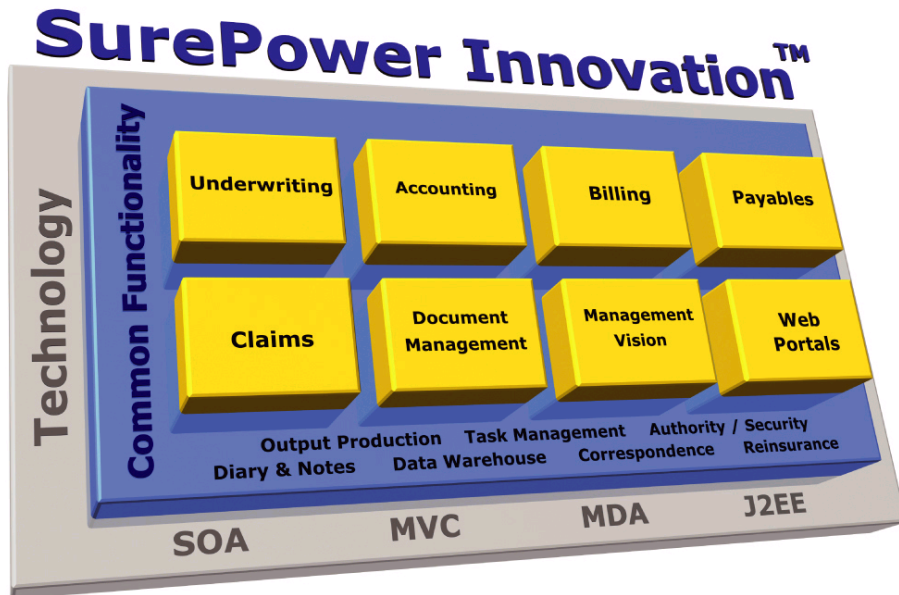 SurePower Innovation™
Technology
Common Functionality
Underwriting
Accounting
Billing
Payables
Claims
Document
Management
Management
Vision
Web
Portals
Output Production Task Management Authority / Security
Diary & Notes Data Warehouse Correspondence Reinsurance
SOA MVC MDA J2EE